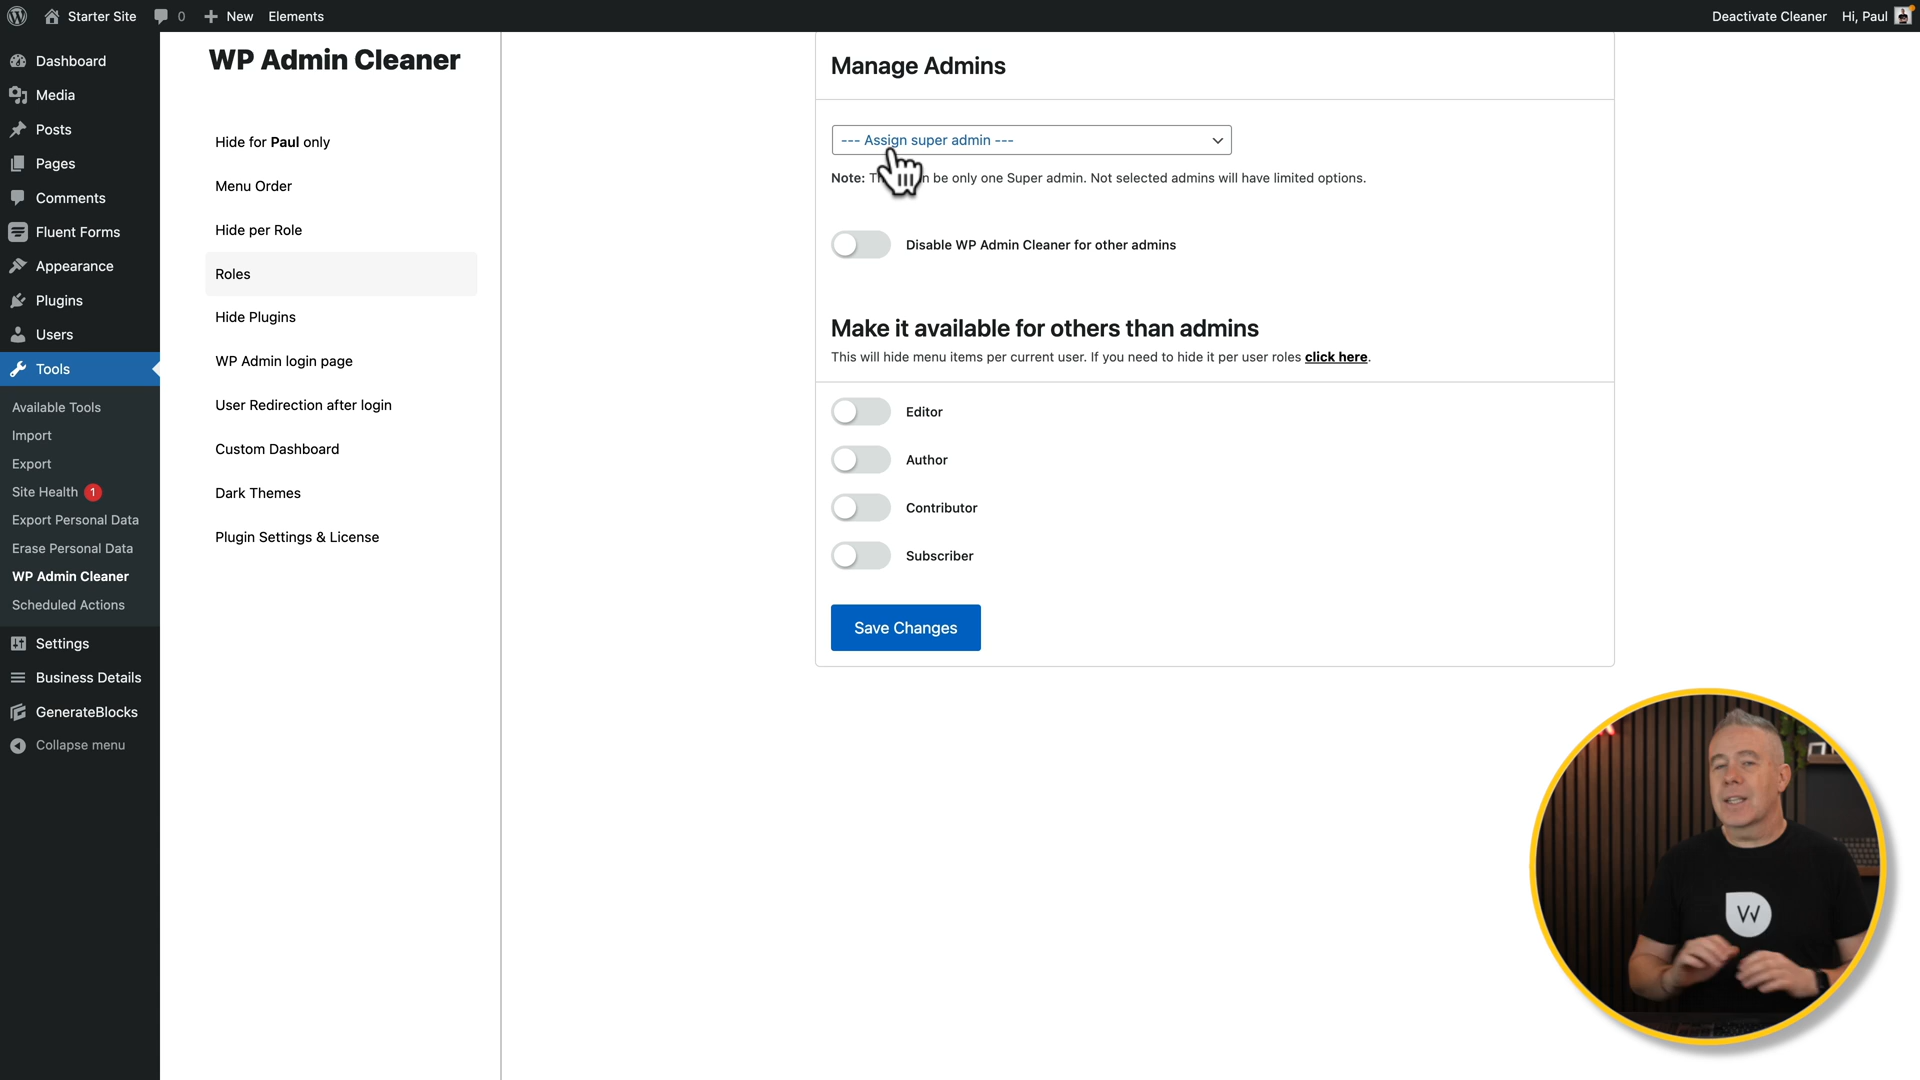 Starter Site
0
New
Elements
Deactivate Cleaner
Hi, Paul
Dashboard
Media
Posts
Pages
Comments
Fluent Forms
Appearance
Plugins
Users
Tools
Available Tools
Import
Export
Site Health 1
Export Personal Data
Erase Personal Data
WP Admin Cleaner
Scheduled Actions
Settings
Business Details
GenerateBlocks
Collapse menu
WP Admin Cleaner
Hide for Paul only
Menu Order
Hide per Role
Roles
Hide Plugins
WP Admin login page
User Redirection after login
Custom Dashboard
Dark Themes
Plugin Settings & License
Manage Admins
--- Assign super admin ---
Note: be only one Super admin. Not selected admins will have limited options.
Disable WP Admin Cleaner for other admins
Make it available for others than admins
This will hide menu items per current user. If you need to hide it per user roles click here.
Editor
Author
Contributor
Subscriber
Save Changes
W